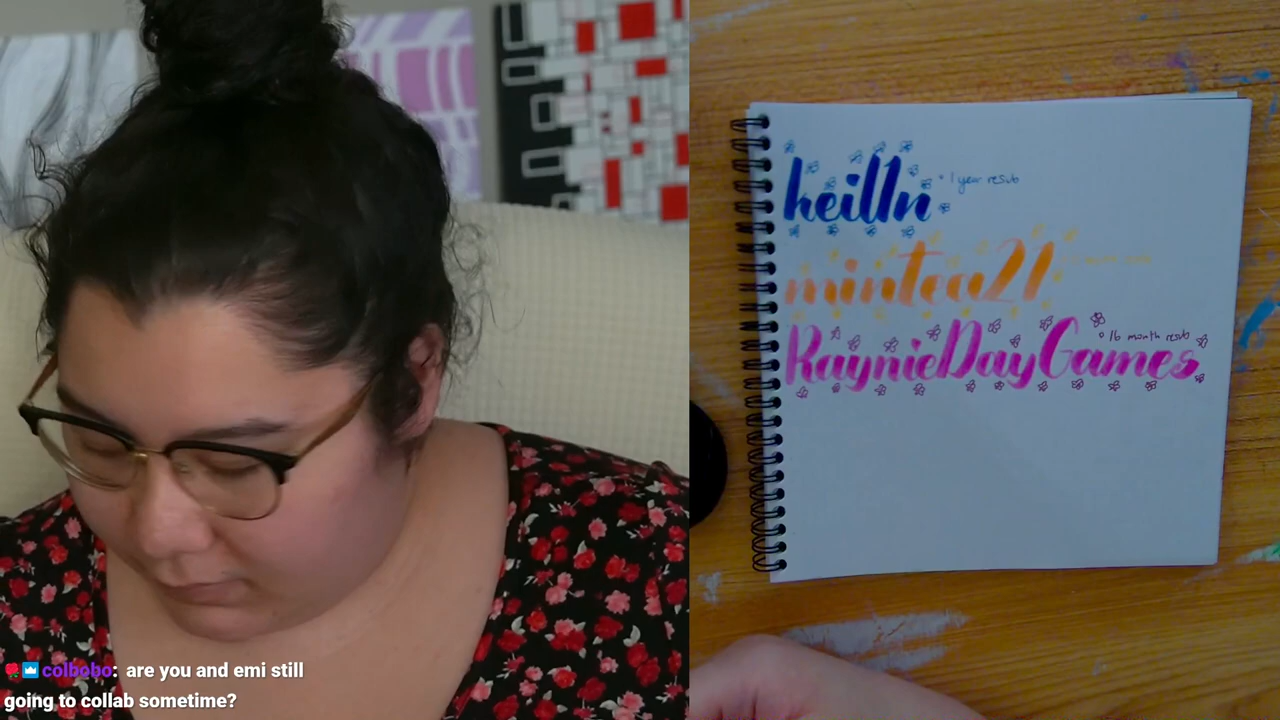 colbobo: are you and emi still
going to collab sometime?
keilln
1 year resub
mintea21
RaynieDayGames
16 month resub